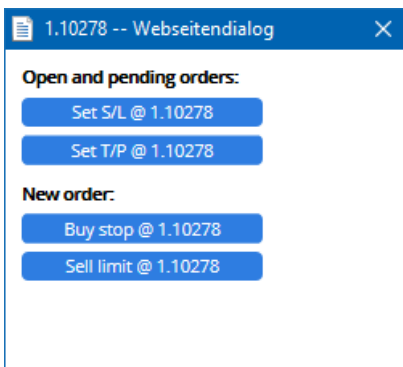 1.10278 -- Webseitendialog
Open and pending orders:
Set S/L @ 1.10278
Set T/P @ 1.10278
New order:
Buy stop @ 1.10278
Sell limit @ 1.10278